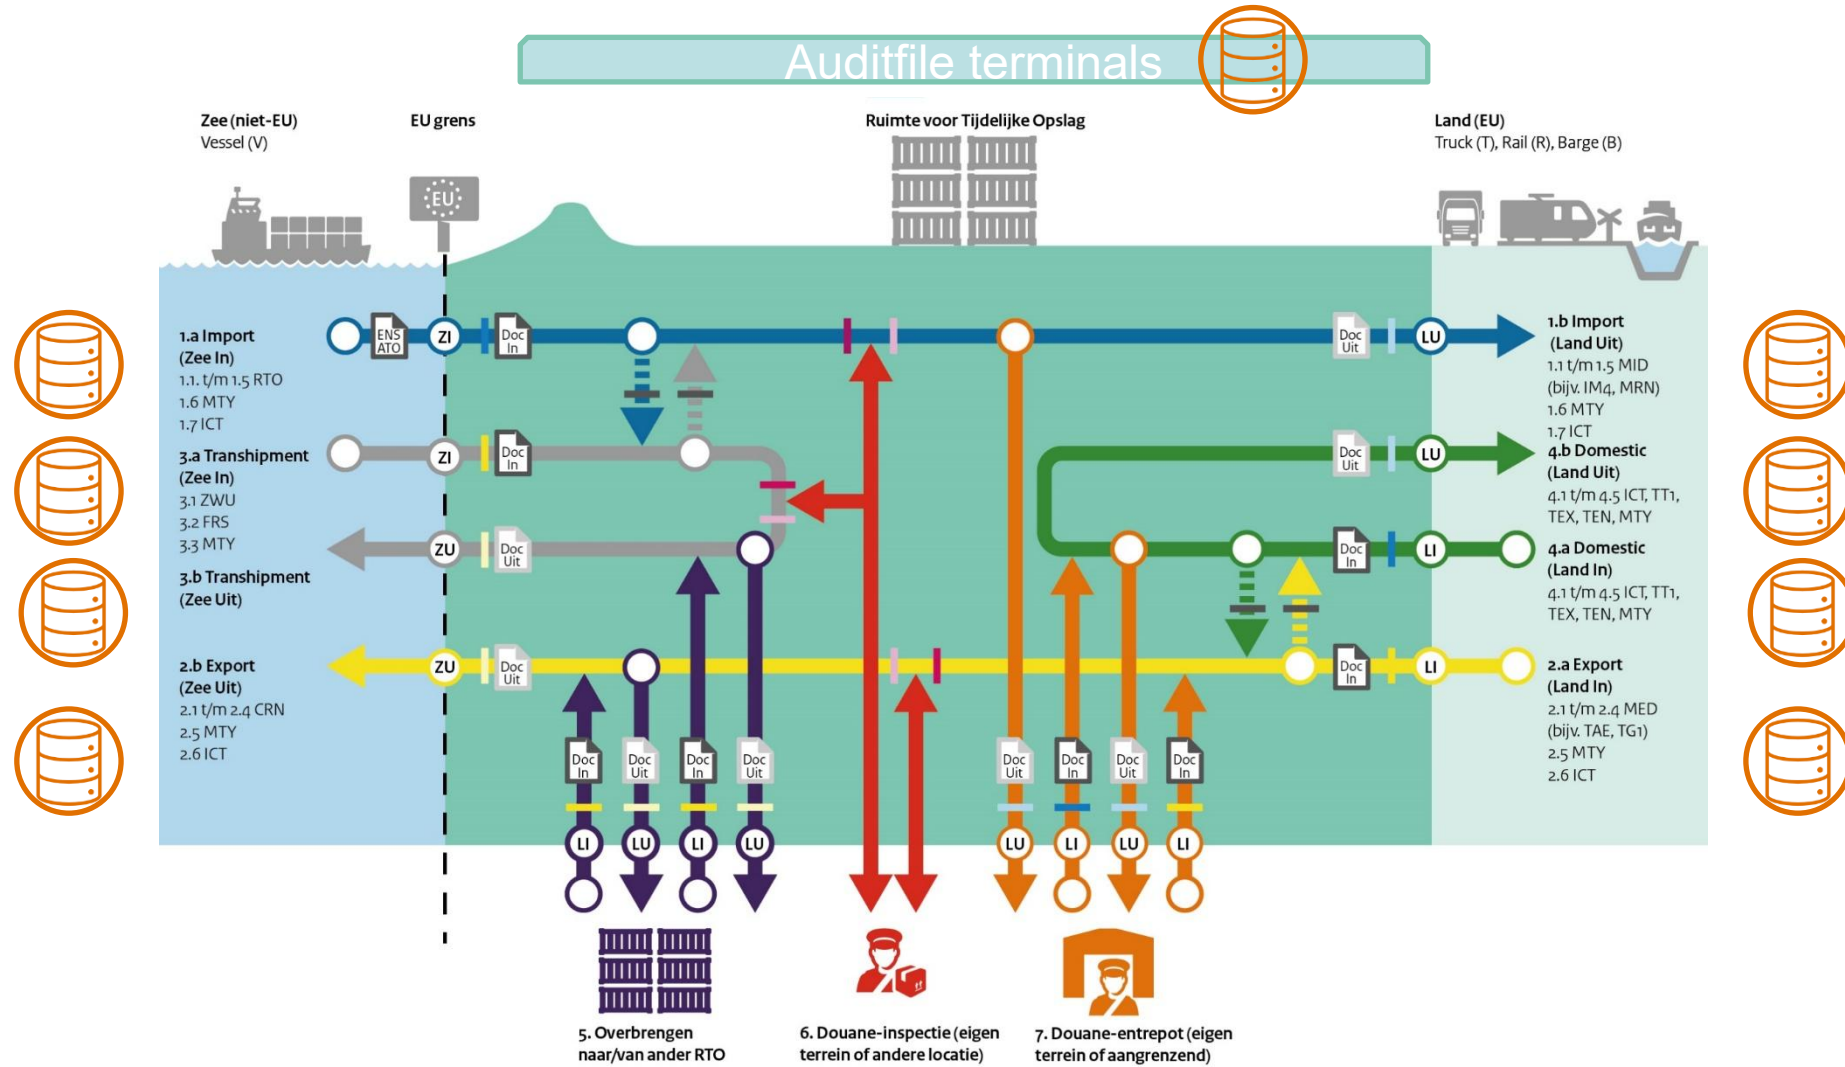 Auditfile terminals
Zee (niet-EU)
Vessel (V)
EU grens
Ruimte voor Tijdelijke Opslag
Land (EU)
Truck (T), Rail (R), Barge (B)
EU
1.a Import
(Zee In)
1.1. t/m 1.5 RTO
1.6 MTY
1.7 ICT
ENS
ATO
ZI
Doc
In
Doc
Uit
LU
1.b Import
(Land Uit)
1.1 t/m 1.5 MID
(bijv. IM4, MRN)
1.6 MTY
1.7 ICT
3.a Transhipment
(Zee In)
3.1 ZWU
3.2 FRS
3.3 MTY
ZI
Doc
In
Doc
Uit
LU
4.b Domestic
(Land Uit)
4.1 t/m 4.5 ICT, TT1,
TEX, TEN, MTY
3.b Transhipment
(Zee Uit)
ZU
Doc
Uit
Doc
In
LI
4.a Domestic
(Land In)
4.1 t/m 4.5 ICT, TT1,
TEX, TEN, MTY
2.b Export
(Zee Uit)
2.1 t/m 2.4 CRN
2.5 MTY
2.6 ICT
ZU
Doc
Uit
Doc
In
LI
2.a Export
(Land In)
2.1 t/m 2.4 MED
(bijv. TAE, TG1)
2.5 MTY
2.6 ICT
Doc
In
Doc
Uit
Doc
In
Doc
Uit
Doc
Uit
Doc
In
Doc
Uit
Doc
In
LI
LU
LI
LU
LU
LI
LU
LI
5. Overbrengen
naar/van ander RTO
6. Douane-inspectie (eigen
terrein of andere locatie)
7. Douane-entrepot (eigen
terrein of aangrenzend)